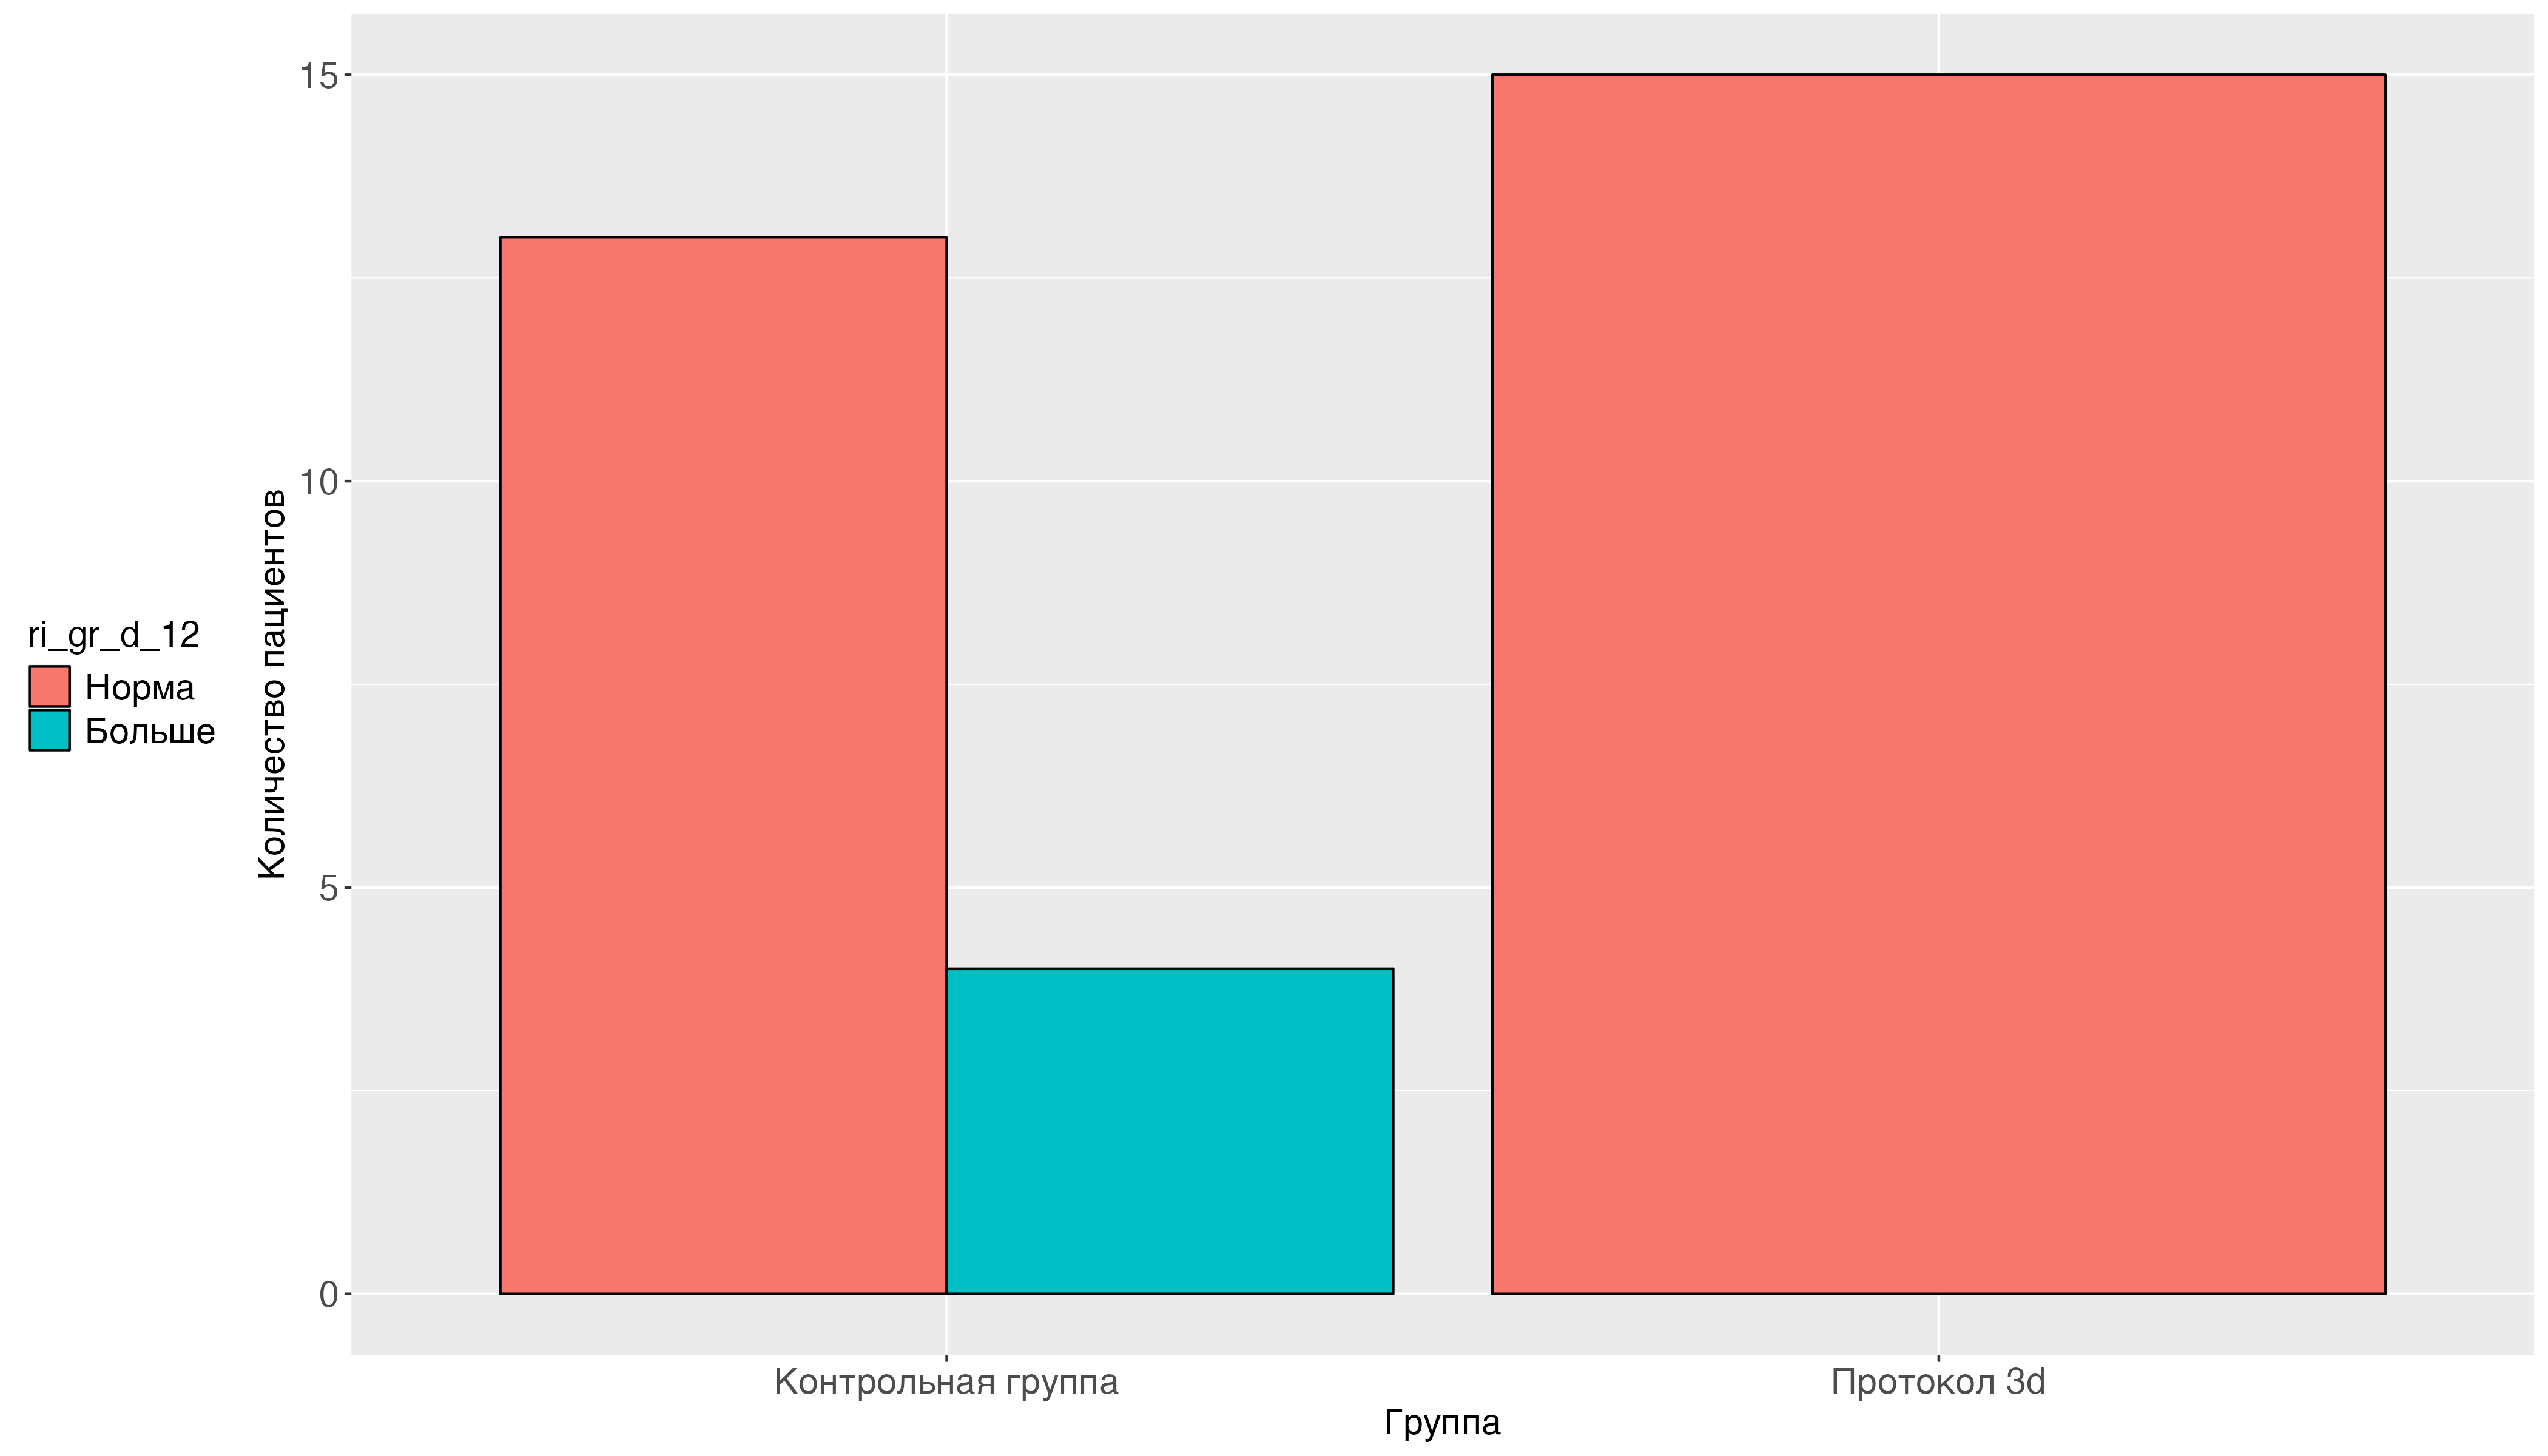 ri_gr_d_12
Норма
Больше
Количество пациентов
15
10
5
0
Контрольная группа
Протокол 3d
Группа